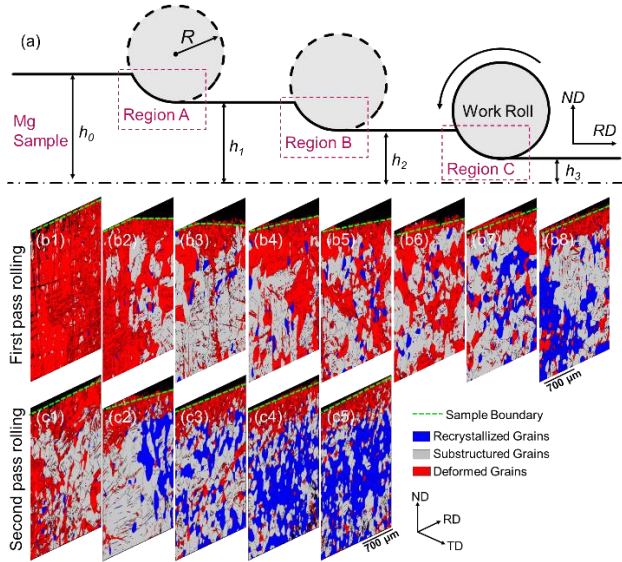 (a)
R
Work Roll
ND
RD
Mg
Sample
h0
Region A
h1
Region B
h2
Region C
h3
First pass rolling
(b1) (b2) (b3) (b4) (b5) (b6) (b7) (b8)
700 μm
Second pass rolling
(c1) (c2) (c3) (c4) (c5)
700 μm
Sample Boundary
Recrystallized Grains
Substructured Grains
Deformed Grains
ND
RD
TD